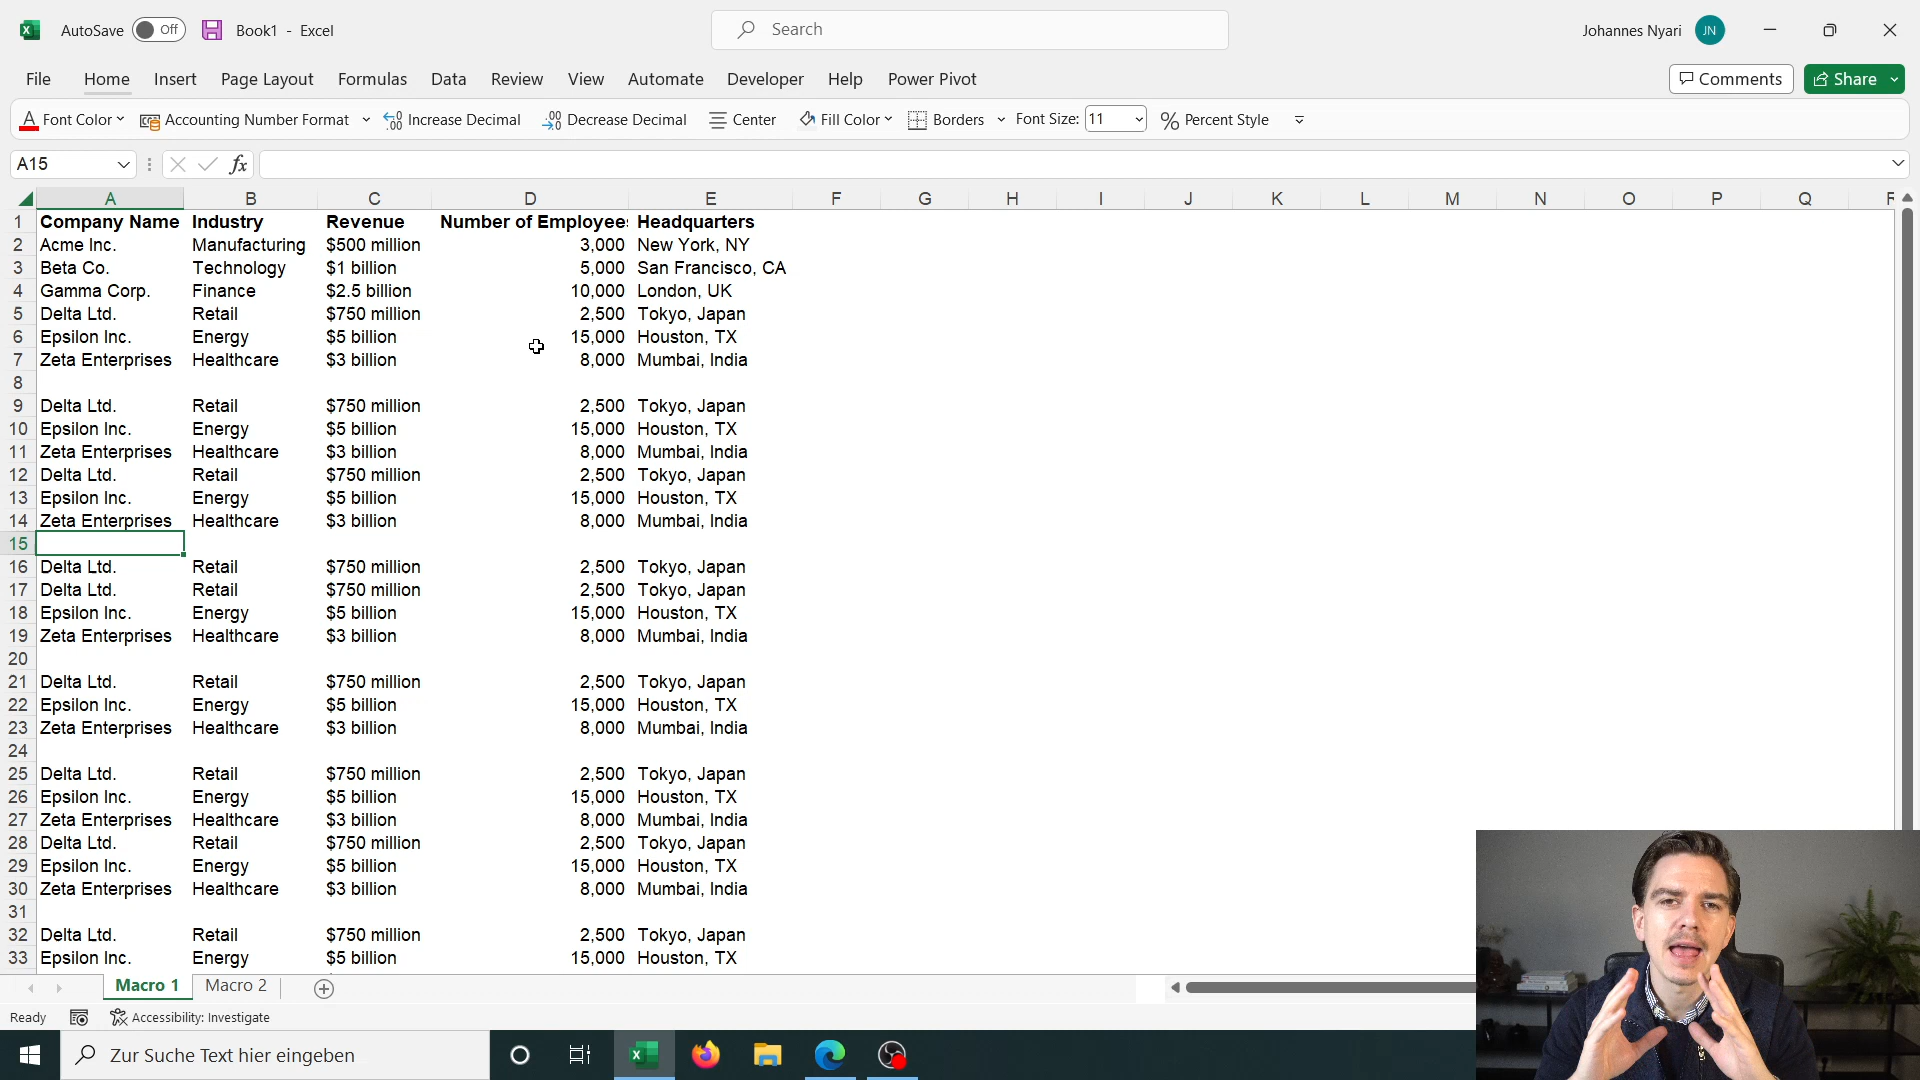 AutoSave Off Book1 - Excel Search Johannes Nyari JN
File Home Insert Page Layout Formulas Data Review View Automate Developer Help Power Pivot Comments Share
Font Color Accounting Number Format Increase Decimal Decrease Decimal Center Fill Color Borders Font Size: 11 Percent Style
A15 fx
A B C D E F G H I J K L M N O P Q R
1 Company Name Industry Revenue Number of Employees Headquarters
2 Acme Inc. Manufacturing $500 million 3,000 New York, NY
3 Beta Co. Technology $1 billion 5,000 San Francisco, CA
4 Gamma Corp. Finance $2.5 billion 10,000 London, UK
5 Delta Ltd. Retail $750 million 2,500 Tokyo, Japan
6 Epsilon Inc. Energy $5 billion 15,000 Houston, TX
7 Zeta Enterprises Healthcare $3 billion 8,000 Mumbai, India
8
9 Delta Ltd. Retail $750 million 2,500 Tokyo, Japan
10 Epsilon Inc. Energy $5 billion 15,000 Houston, TX
11 Zeta Enterprises Healthcare $3 billion 8,000 Mumbai, India
12 Delta Ltd. Retail $750 million 2,500 Tokyo, Japan
13 Epsilon Inc. Energy $5 billion 15,000 Houston, TX
14 Zeta Enterprises Healthcare $3 billion 8,000 Mumbai, India
15
16 Delta Ltd. Retail $750 million 2,500 Tokyo, Japan
17 Delta Ltd. Retail $750 million 2,500 Tokyo, Japan
18 Epsilon Inc. Energy $5 billion 15,000 Houston, TX
19 Zeta Enterprises Healthcare $3 billion 8,000 Mumbai, India
20
21 Delta Ltd. Retail $750 million 2,500 Tokyo, Japan
22 Epsilon Inc. Energy $5 billion 15,000 Houston, TX
23 Zeta Enterprises Healthcare $3 billion 8,000 Mumbai, India
24
25 Delta Ltd. Retail $750 million 2,500 Tokyo, Japan
26 Epsilon Inc. Energy $5 billion 15,000 Houston, TX
27 Zeta Enterprises Healthcare $3 billion 8,000 Mumbai, India
28 Delta Ltd. Retail $750 million 2,500 Tokyo, Japan
29 Epsilon Inc. Energy $5 billion 15,000 Houston, TX
30 Zeta Enterprises Healthcare $3 billion 8,000 Mumbai, India
31
32 Delta Ltd. Retail $750 million 2,500 Tokyo, Japan
33 Epsilon Inc. Energy $5 billion 15,000 Houston, TX
Macro 1 Macro 2
Ready Accessibility: Investigate
Zur Suche Text hier eingeben